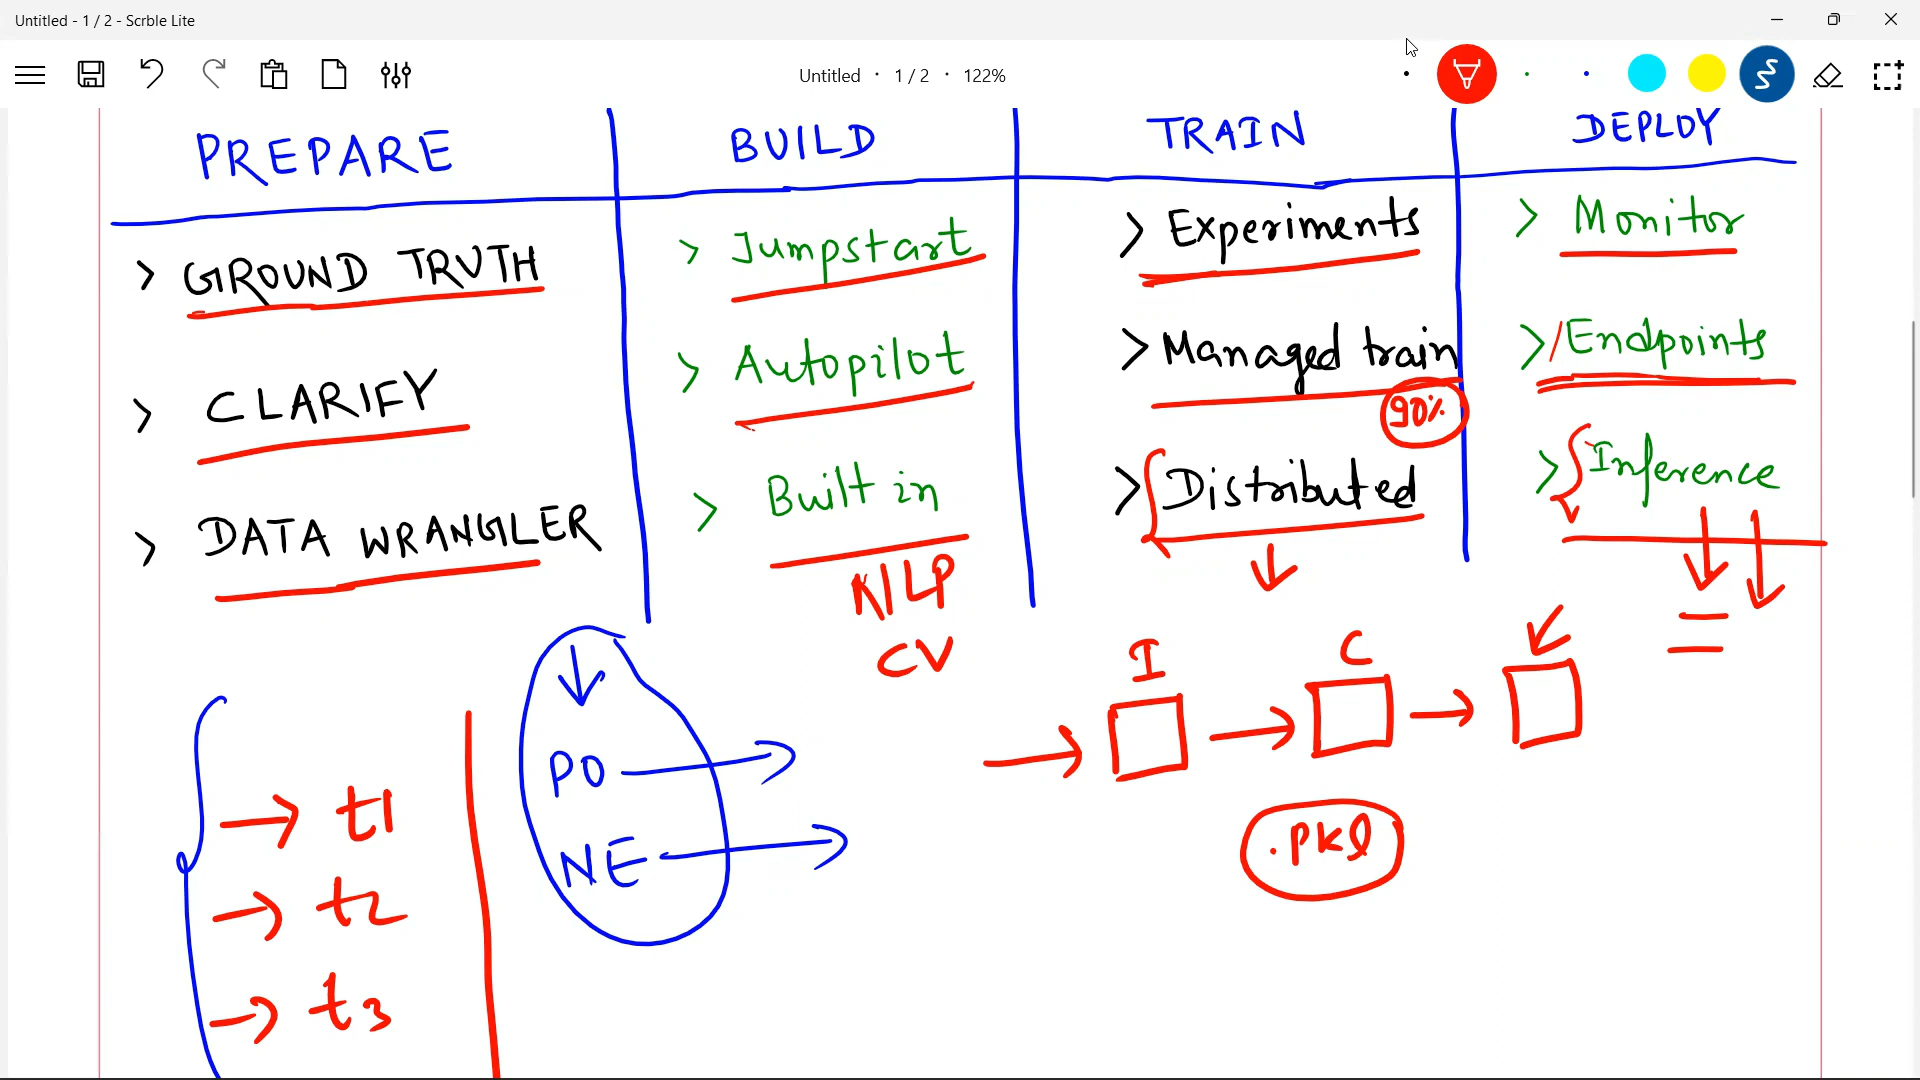 Untitled - 1 / 2 - Scrble Lite
Untitled · 1 / 2 · 122%
PREPARE
BUILD
TRAIN
DEPLOY
> GROUND TRUTH
> CLARIFY
> DATA WRANGLER
> Jumpstart
> Autopilot
> Built in
NLP
CV
> Experiments
> Managed train
90%
> Distributed
> Monitor
> Endpoints
> Inference
I
C
.pkl
PO
NE
t1
t2
t3